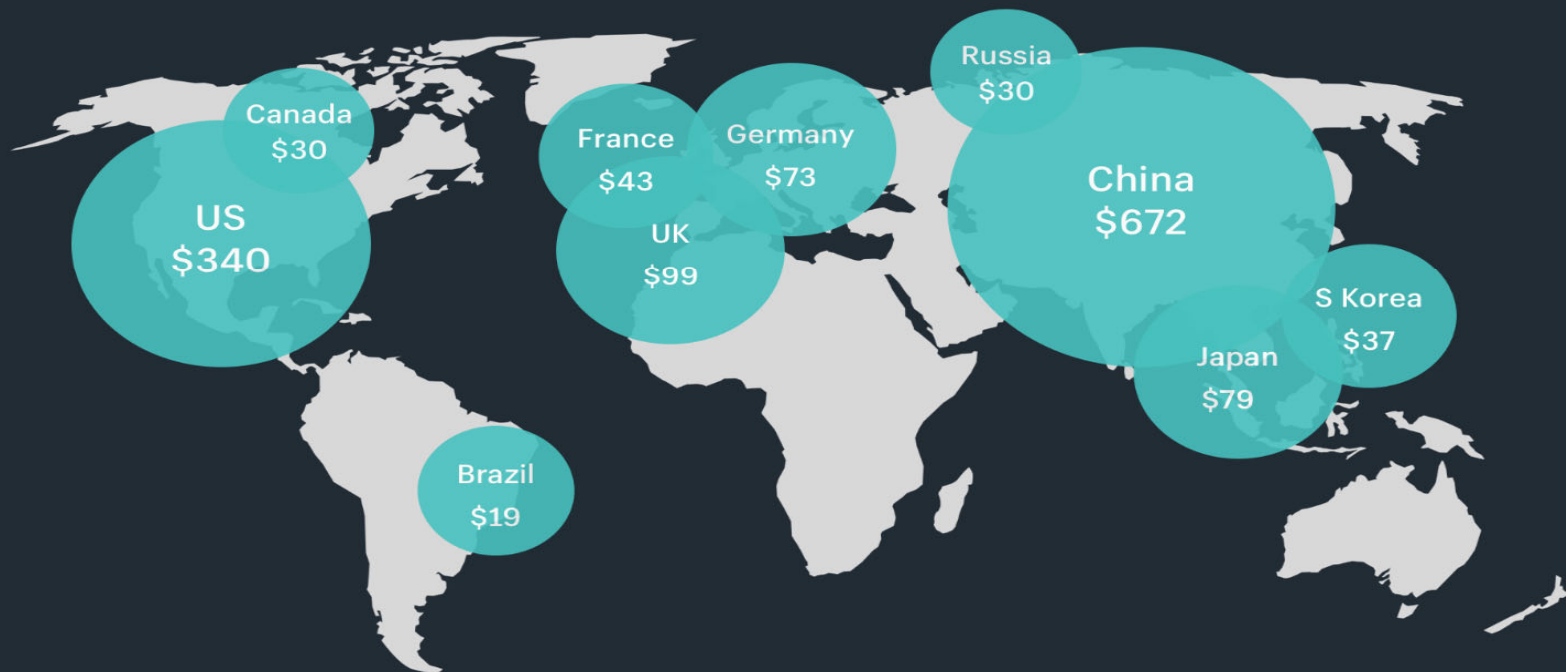 Russia
$30
Canada
$30
France
$43
Germany
$73
China
$672
US
$340
UK
$99
S Korea
$37
Japan
$79
Brazil
$19